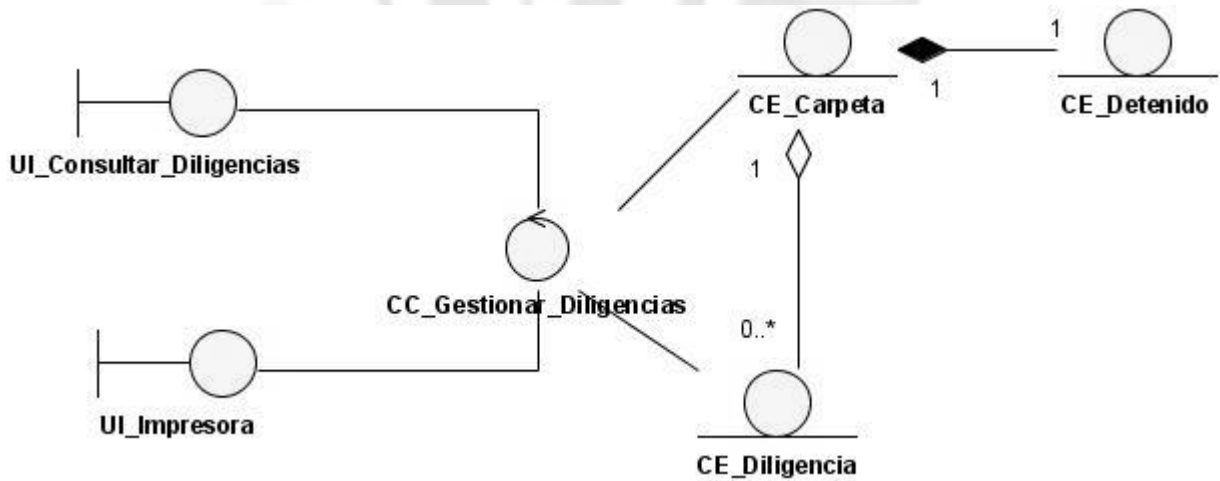 1
1
CE_Carpeta
CE_Detenido
UI_Consultar_Diligencias
1
CC_Gestionar_Diligencias
0..*
UI_Impresora
CE_Diligencia